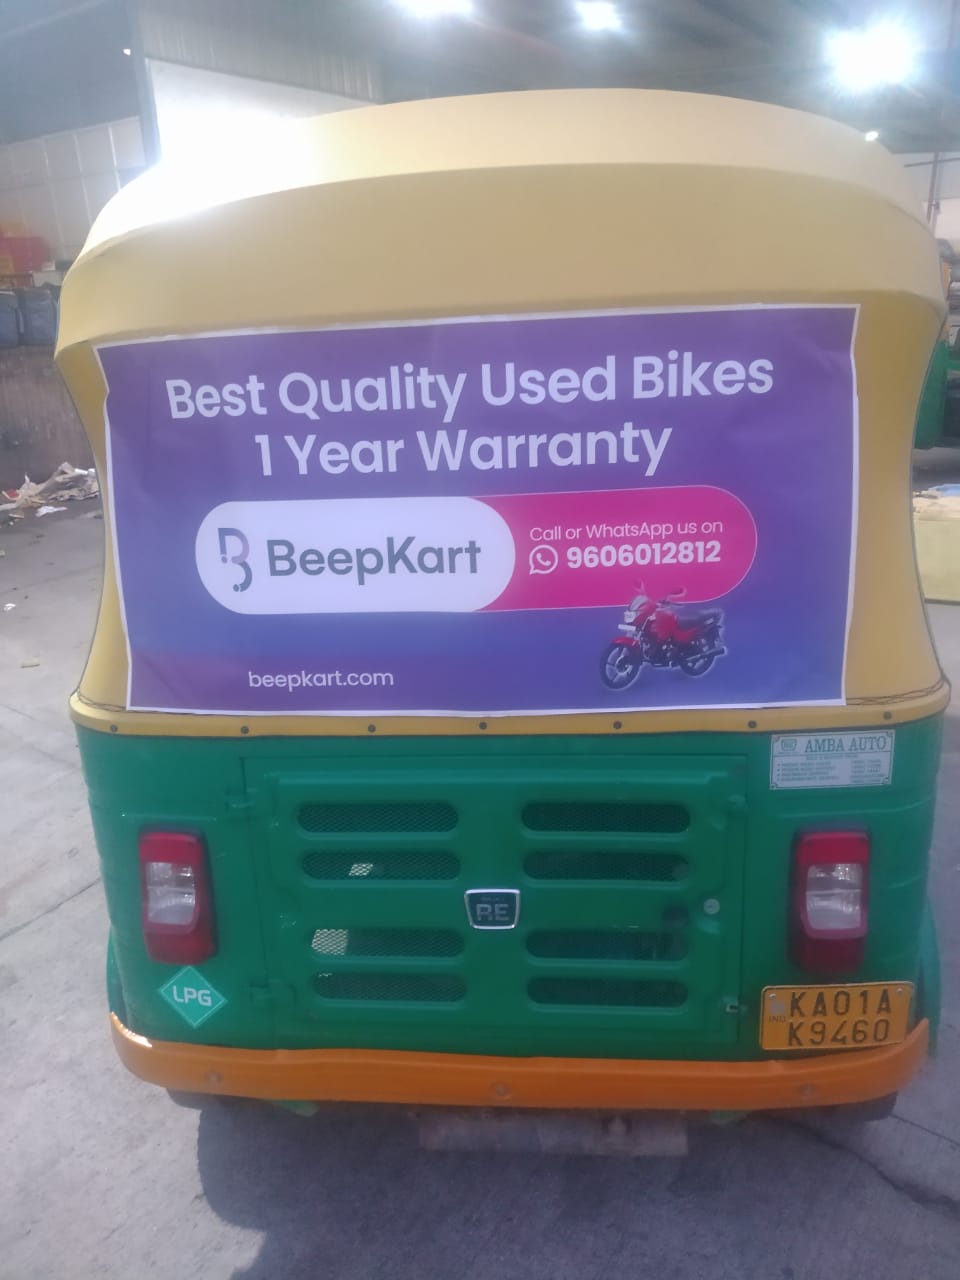 Best Quality Used Bikes
1 Year Warranty
BeepKart
Call or WhatsApp us on
9606012812
beepkart.com
AMBA AUTO
RE
LPG
IND
KA01A
K9460